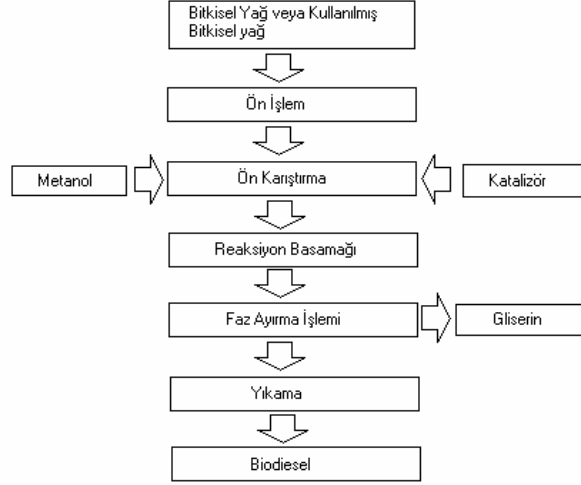 Bitkisel Yağ veya Kullanılmış
Bitkisel yağ
Ön İşlem
Metanol
Ön Karıştırma
Katalizör
Reaksiyon Basamağı
Faz Ayırma İşlemi
Gliserin
Yıkama
Biodiesel